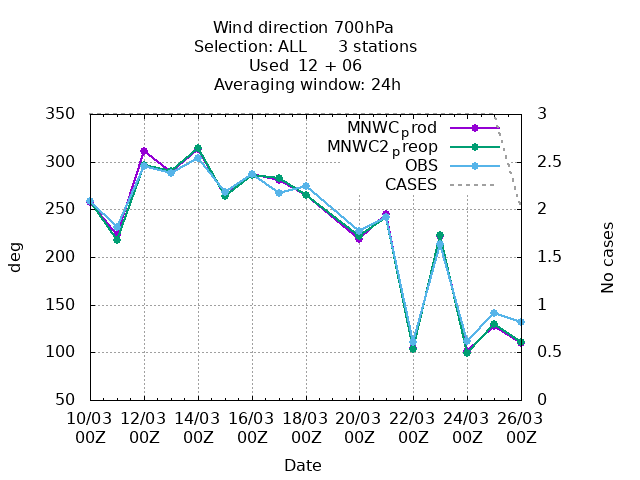 Wind direction 700hPa
Selection: ALL 3 stations
Used 12 + 06
Averaging window: 24h
deg
350
300
250
200
150
100
50
MNWCprod
MNWC2preop
OBS
CASES
3
2.5
2
1.5
1
0.5
0
No cases
10/03 12/03 14/03 16/03 18/03 20/03 22/03 24/03 26/03
00Z 00Z 00Z 00Z 00Z 00Z 00Z 00Z 00Z
Date